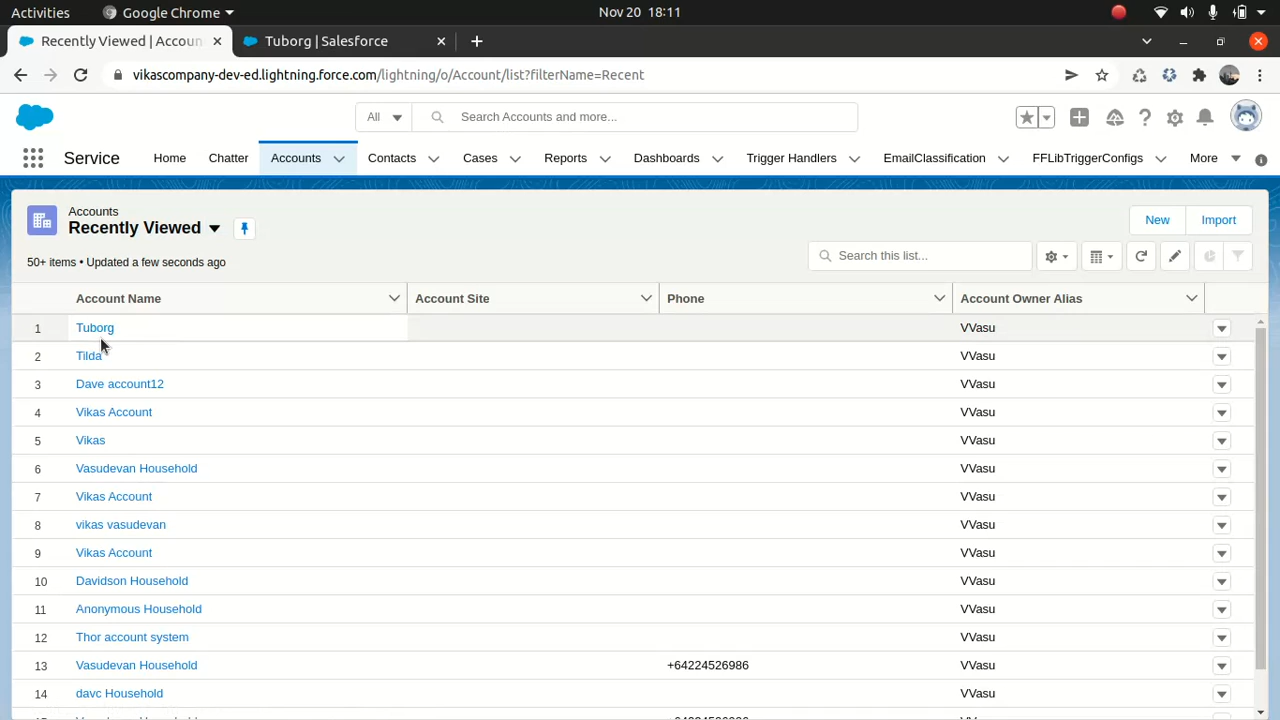 Activities Google Chrome Nov 20 18:11
Recently Viewed | Accoun Tuborg | Salesforce
vikascompany-dev-ed.lightning.force.com/lightning/o/Account/list?filterName=Recent
All Search Accounts and more...
Service Home Chatter Accounts Contacts Cases Reports Dashboards Trigger Handlers EmailClassification FFLibTriggerConfigs More
Accounts
Recently Viewed
New Import
50+ items • Updated a few seconds ago
Search this list...
Account Name Account Site Phone Account Owner Alias
1 Tuborg VVasu
2 Tilda VVasu
3 Dave account12 VVasu
4 Vikas Account VVasu
5 Vikas VVasu
6 Vasudevan Household VVasu
7 Vikas Account VVasu
8 vikas vasudevan VVasu
9 Vikas Account VVasu
10 Davidson Household VVasu
11 Anonymous Household VVasu
12 Thor account system VVasu
13 Vasudevan Household +64224526986 VVasu
14 davc Household VVasu